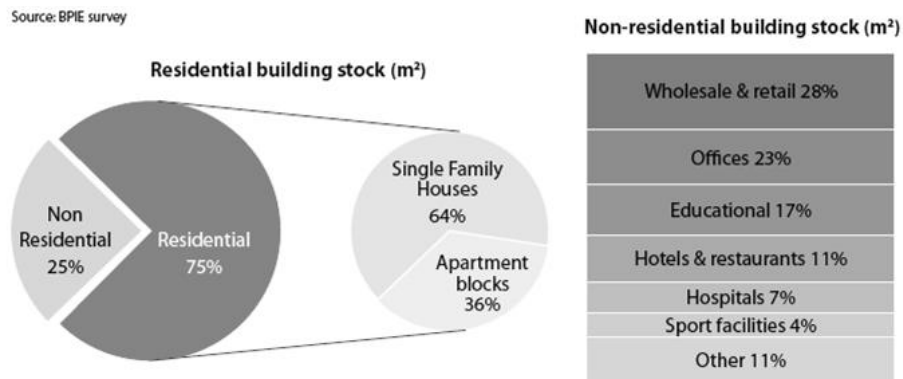 Source: BPIE survey
Residential building stock (m²)
Non
Residential
25%
Residential
75%
Single Family
Houses
64%
Apartment
blocks
36%
Non-residential building stock (m²)
Wholesale & retail 28%
Offices 23%
Educational 17%
Hotels & restaurants 11%
Hospitals 7%
Sport facilities 4%
Other 11%